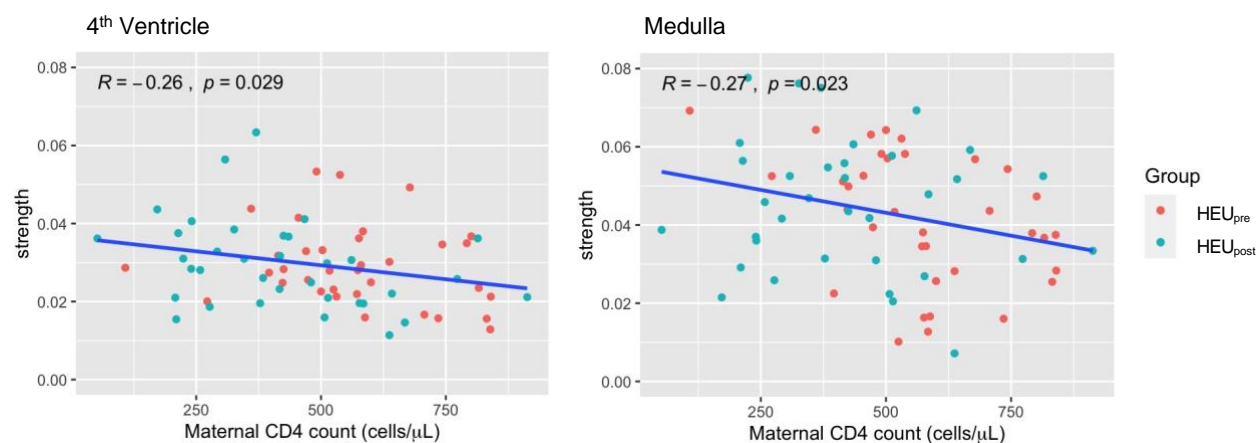 4th Ventricle
0.08
0.06
0.04
0.02
0.00
strength
R = −0.26 , p = 0.029
250 500 750
Maternal CD4 count (cells/μL)
Medulla
0.08
0.06
0.04
0.02
0.00
strength
R = −0.27 , p = 0.023
250 500 750
Maternal CD4 count (cells/μL)
Group
HEUpre
HEUpost